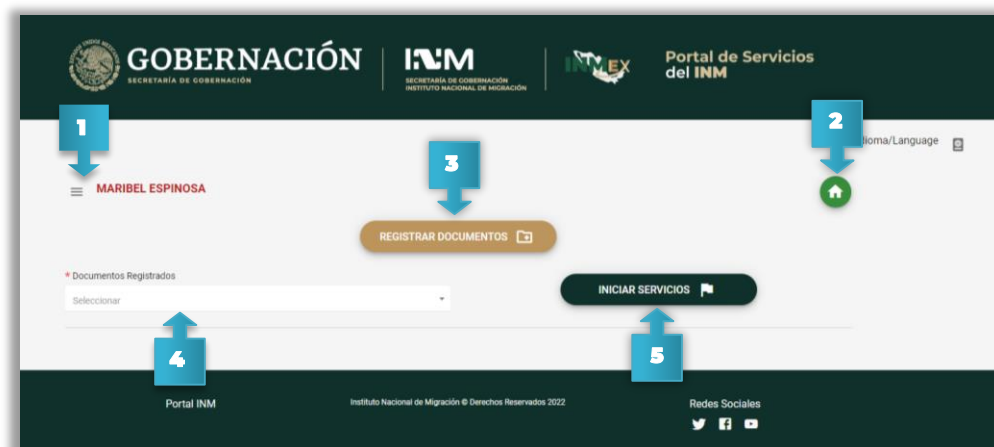 GOBERNACIÓN
SECRETARÍA DE GOBERNACIÓN
INM
SECRETARÍA DE GOBERNACIÓN
INSTITUTO NACIONAL DE MIGRACIÓN
INMEX
Portal de Servicios
del INM
1
2
dioma/Language
3
MARIBEL ESPINOSA
REGISTRAR DOCUMENTOS
* Documentos Registrados
Seleccionar
INICIAR SERVICIOS
4
5
Portal INM
Instituto Nacional de Migración © Derechos Reservados 2022
Redes Sociales